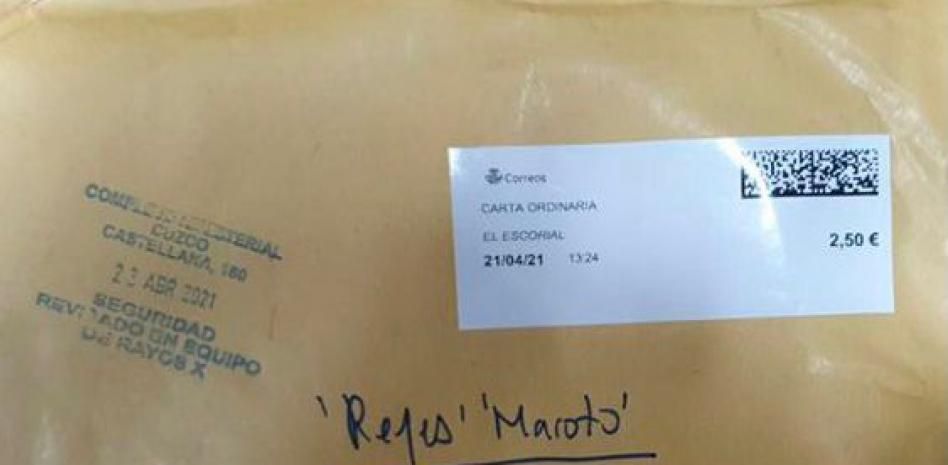 COMPLEJO MINISTERIAL
CUZCO
CASTELLANA, 160
23 ABR 2021
SEGURIDAD
REVISADO EN EQUIPO
DE RAYOS X
Correos
CARTA ORDINARIA
EL ESCORIAL
21/04/21 13:24
2,50 €
'Reyes' 'Maroto'